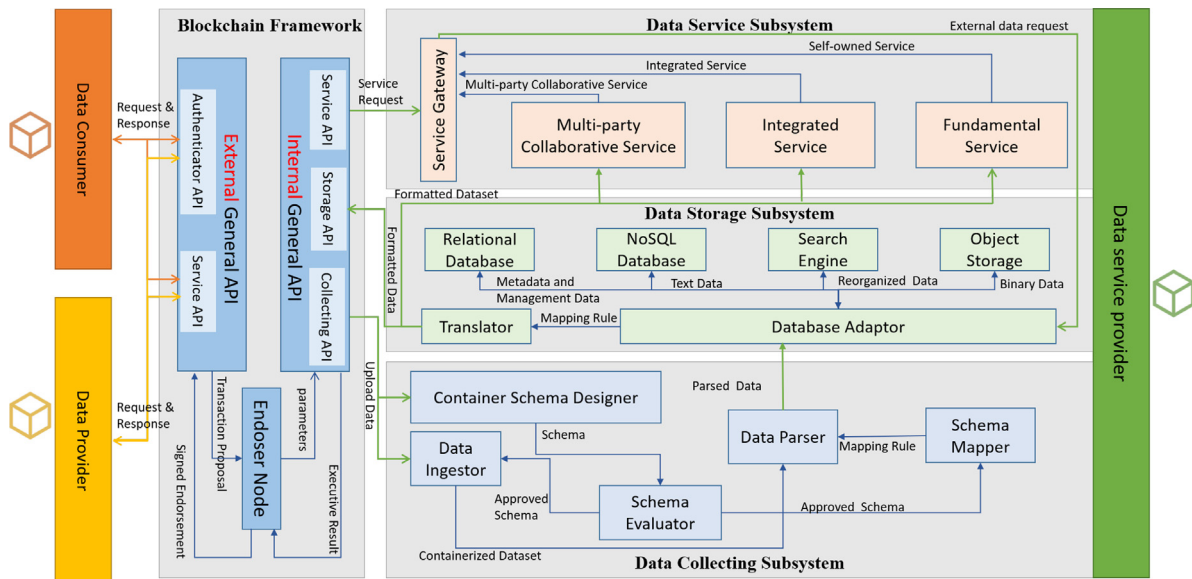 Blockchain Framework
Data Service Subsystem
External data request
Data Consumer
Request &
Response
Authenticator API
External General API
Service API
Internal General API
Service API
Storage API
Collecting API
Service
Request
Service Gateway
Self-owned Service
Integrated Service
Multi-party Collaborative Service
Multi-party
Collaborative Service
Integrated
Service
Fundamental
Service
Formatted Dataset
Data Storage Subsystem
Relational
Database
NoSQL
Database
Search
Engine
Object
Storage
Metadata and
Management Data
Text Data
Reorganized Data
Binary Data
Formatted Data
Translator
Mapping Rule
Database Adaptor
Data service provider
Data Provider
Request &
Response
Transaction Proposal
Signed Endorsement
Endoser Node
parameters
Executive Result
Upload Data
Parsed Data
Container Schema Designer
Schema
Data
Ingestor
Data Parser
Mapping Rule
Schema
Mapper
Approved
Schema
Schema
Evaluator
Approved Schema
Containerized Dataset
Data Collecting Subsystem